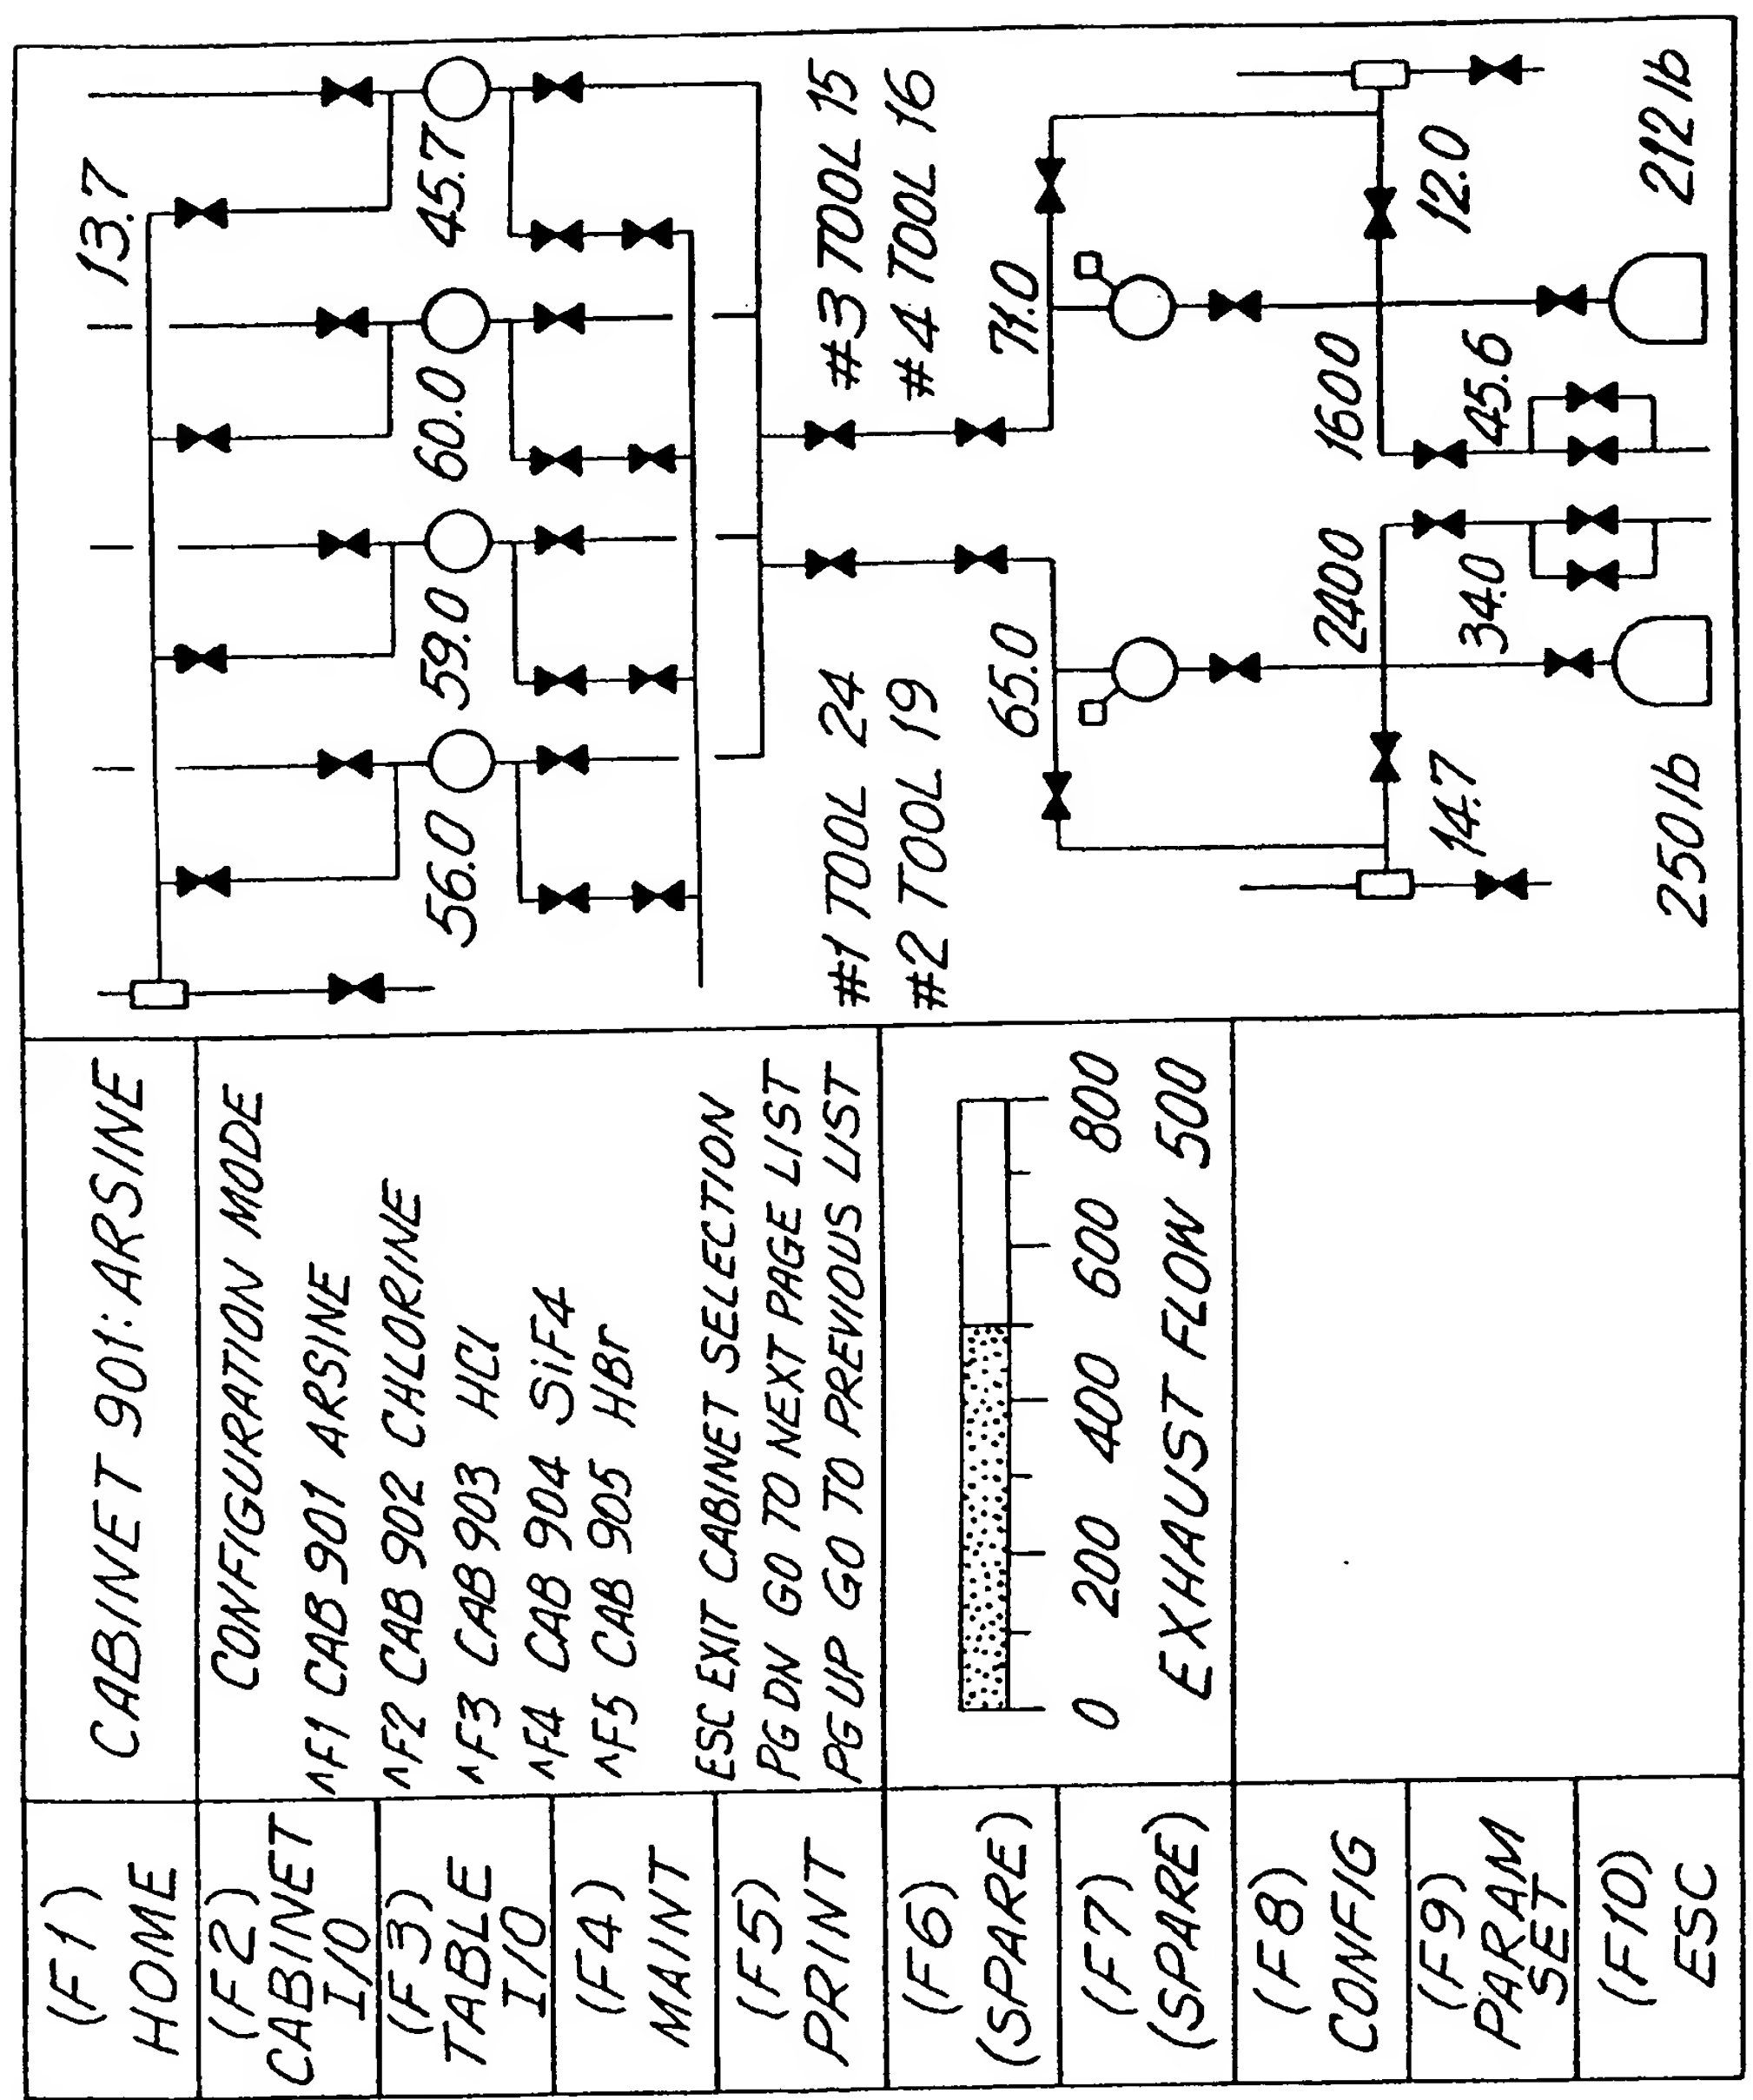 (F1)
HOME
(F2)
CABINET
I/O
(F3)
TABLE
I/O
(F4)
MAINT
(F5)
PRINT
(F6)
(SPARE)
(F7)
(SPARE)
(F8)
CONFIG
(F9)
PARAM
SET
(F10)
ESC
CABINET 901: ARSINE
CONFIGURATION MODE
^F1 CAB 901 ARSINE
^F2 CAB 902 CHLORINE
^F3 CAB 903 HCl
^F4 CAB 904 SiF4
^F5 CAB 905 HBr
ESC EXIT CABINET SELECTION
PG DN GO TO NEXT PAGE LIST
PG UP GO TO PREVIOUS LIST
0 200 400 600 800
EXHAUST FLOW 500
13.7
56.0 59.0 60.0 45.7
#1 TOOL 24 #3 TOOL 15
#2 TOOL 19 #4 TOOL 16
65.0 71.0
2400 1600
14.7 34.0 45.6 12.0
250 lb 212 lb